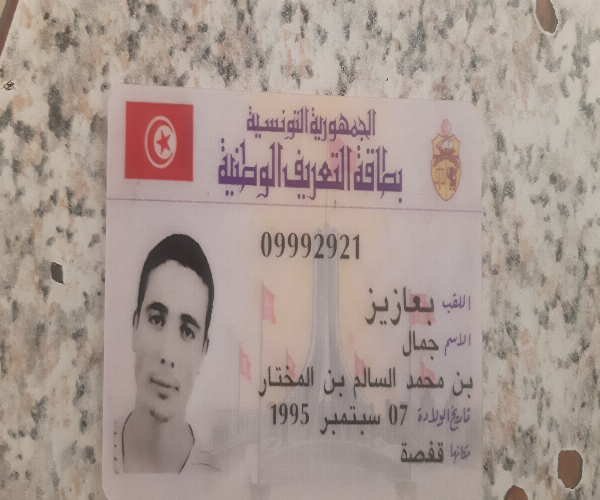 الجمهورية التونسية
بطاقة التعريف الوطنية
09992921
اللقب بعازيز
الاسم جمال
بن محمد السالم بن المختار
تاريخ الولادة 07 سبتمبر 1995
مكانها قفصة